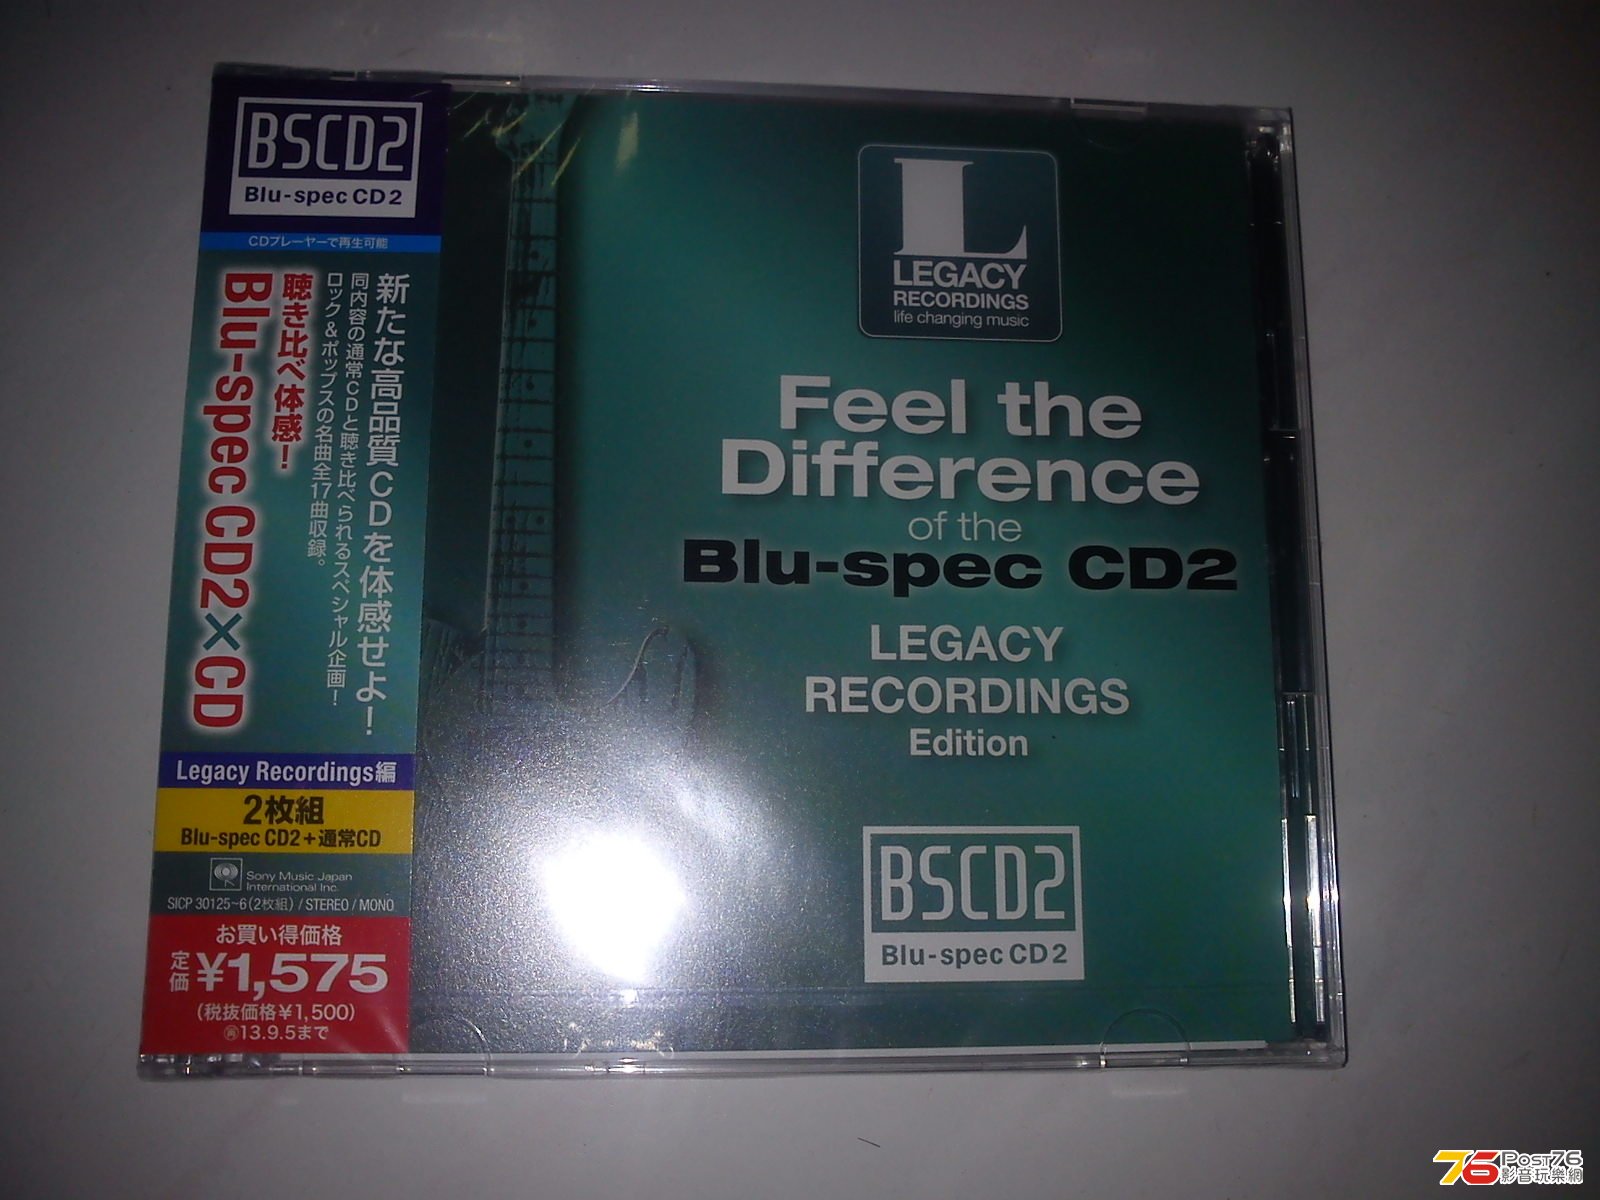 BSCD2
Blu-spec CD2
CDプレーヤーで再生可能
新たな高品質CDを体感せよ!
同内容の通常CDと聴き比べられるスペシャル企画!
ロック&ポップスの名曲全17曲収録。
聴き比べ体感!
Blu-spec CD2×CD
Legacy Recordings編
2枚組
Blu-spec CD2+通常CD
Sony Music Japan
International Inc.
SICP 30125~6(2枚組) / STEREO / MONO
お買い得価格
定価 ¥1,575
(税抜価格¥1,500)
㋱13.9.5まで
L
LEGACY
RECORDINGS
life changing music
Feel the
Difference
of the
Blu-spec CD2
LEGACY
RECORDINGS
Edition
BSCD2
Blu-spec CD2
76 Post76
影音玩樂網